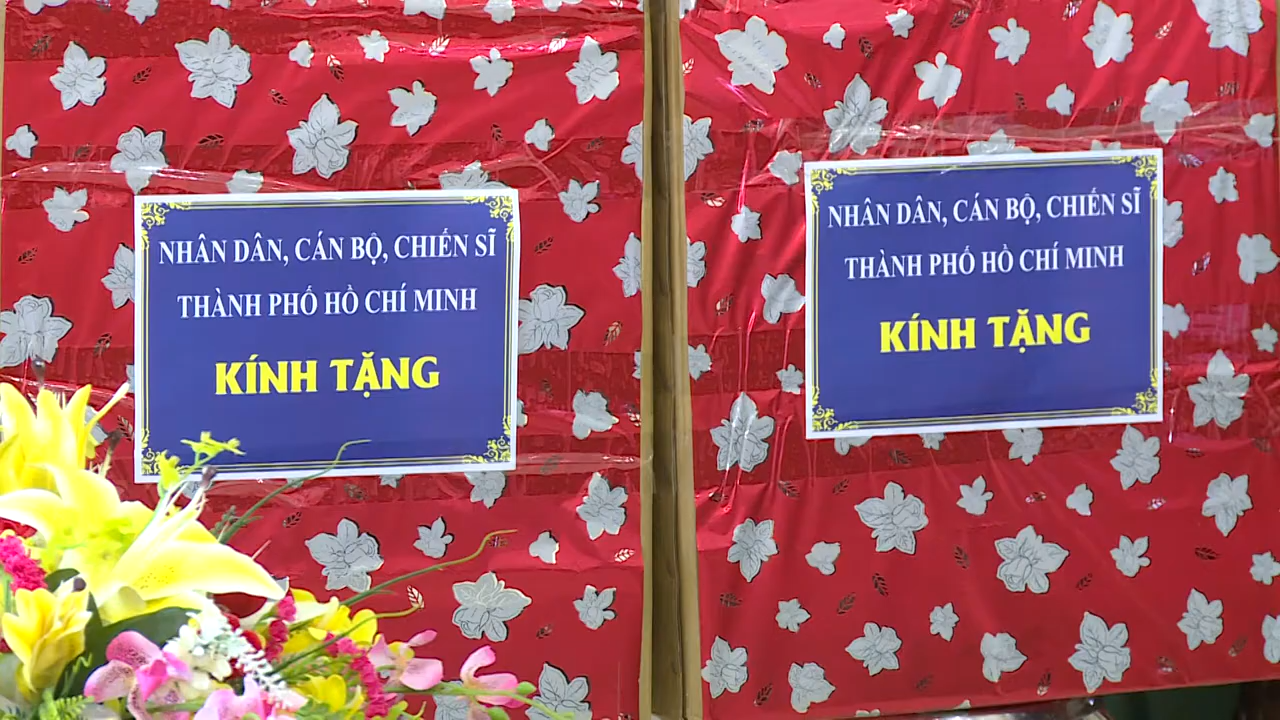 NHÂN DÂN, CÁN BỘ, CHIẾN SĨ
THÀNH PHỐ HỒ CHÍ MINH
KÍNH TẶNG
NHÂN DÂN, CÁN BỘ, CHIẾN SĨ
THÀNH PHỐ HỒ CHÍ MINH
KÍNH TẶNG